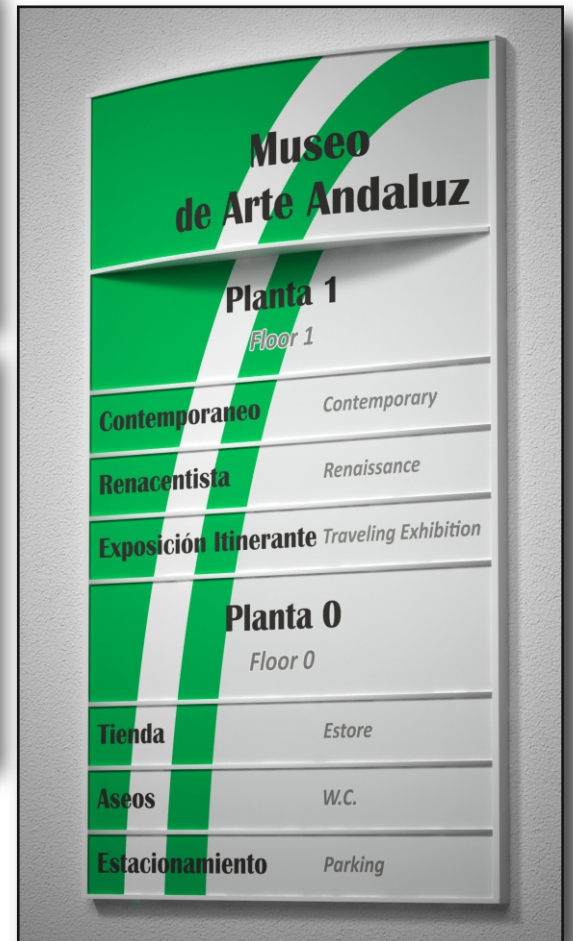 Museo
de Arte Andaluz
Planta 1
Floor 1
Contemporaneo Contemporary
Renacentista Renaissance
Exposición Itinerante Traveling Exhibition
Planta 0
Floor 0
Tienda Estore
Aseos W.C.
Estacionamiento Parking